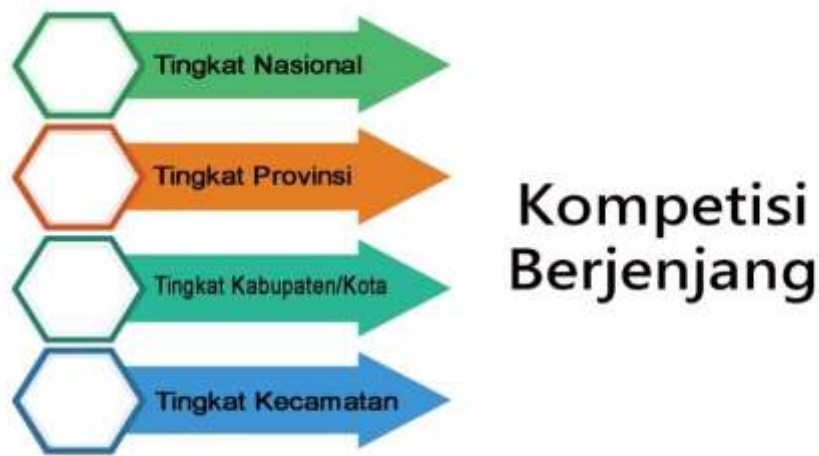 Tingkat Nasional
Tingkat Provinsi
Tingkat Kabupaten/Kota
Tingkat Kecamatan
Kompetisi
Berjenjang